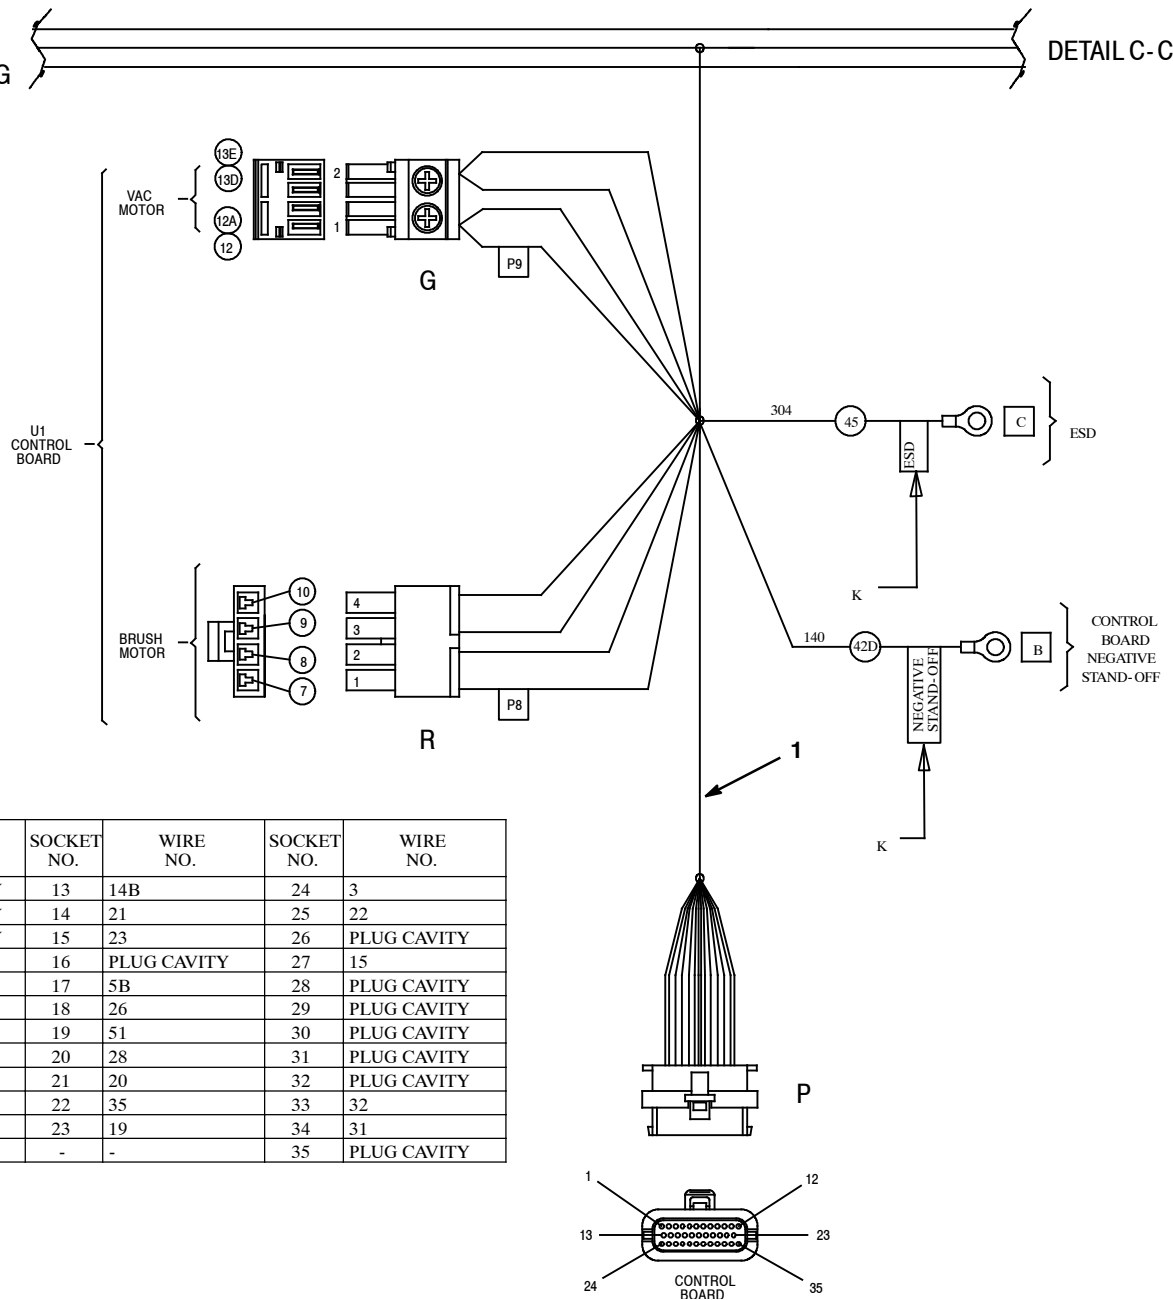 DETAIL C-C
G
13E
13D
12A
12
VAC
MOTOR
2
1
G
P9
U1
CONTROL
BOARD
304
45
ESD
C
ESD
K
BRUSH
MOTOR
10
9
8
7
4
3
2
1
R
P8
140
42D
NEGATIVE
STAND-OFF
B
CONTROL
BOARD
NEGATIVE
STAND-OFF
K
1
SOCKET NO. WIRE NO. SOCKET NO. WIRE NO.
Y 13 14B 24 3
Y 14 21 25 22
Y 15 23 26 PLUG CAVITY
16 PLUG CAVITY 27 15
17 5B 28 PLUG CAVITY
18 26 29 PLUG CAVITY
19 51 30 PLUG CAVITY
20 28 31 PLUG CAVITY
21 20 32 PLUG CAVITY
22 35 33 32
23 19 34 31
- - 35 PLUG CAVITY
P
1
12
13
23
24
35
CONTROL
BOARD